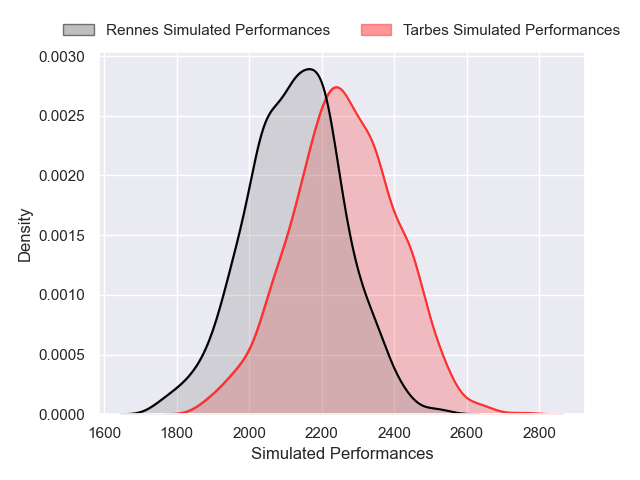 Rennes Simulated Performances Tarbes Simulated Performances
0.0030
0.0025
0.0020
0.0015
0.0010
0.0005
0.0000
Density
1600 1800 2000 2200 2400 2600 2800
Simulated Performances